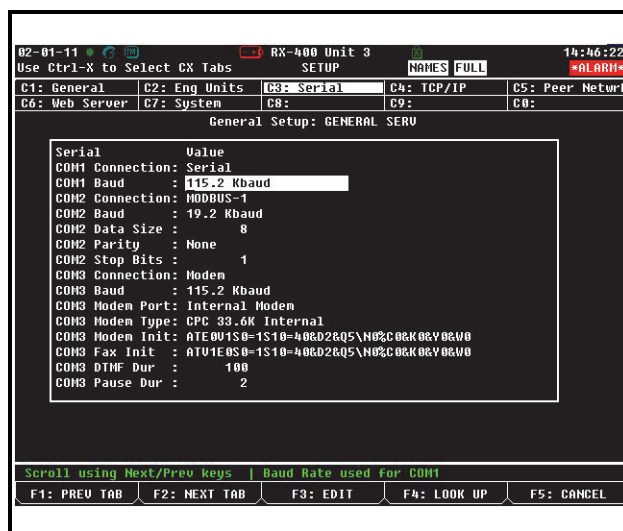 02-01-11 RX-400 Unit 3 14:46:22
Use Ctrl-X to Select CX Tabs SETUP NAMES FULL *ALARM*
C1: General C2: Eng Units C3: Serial C4: TCP/IP C5: Peer Netwr
C6: Web Server C7: System C8: C9: C0:
General Setup: GENERAL SERV
Serial Value
COM1 Connection: Serial
COM1 Baud : 115.2 Kbaud
COM2 Connection: MODBUS-1
COM2 Baud : 19.2 Kbaud
COM2 Data Size : 8
COM2 Parity : None
COM2 Stop Bits : 1
COM3 Connection: Modem
COM3 Baud : 115.2 Kbaud
COM3 Modem Port: Internal Modem
COM3 Modem Type: CPC 33.6K Internal
COM3 Modem Init: ATE0V1S0=1S10=40&D2&Q5\N0%C0&K0&Y0&W0
COM3 Fax Init : ATV1E0S0=1S10=40&D2&Q5\N0%C0&K0&Y0&W0
COM3 DTMF Dur : 100
COM3 Pause Dur : 2
Scroll using Next/Prev keys | Baud Rate used for COM1
F1: PREV TAB F2: NEXT TAB F3: EDIT F4: LOOK UP F5: CANCEL